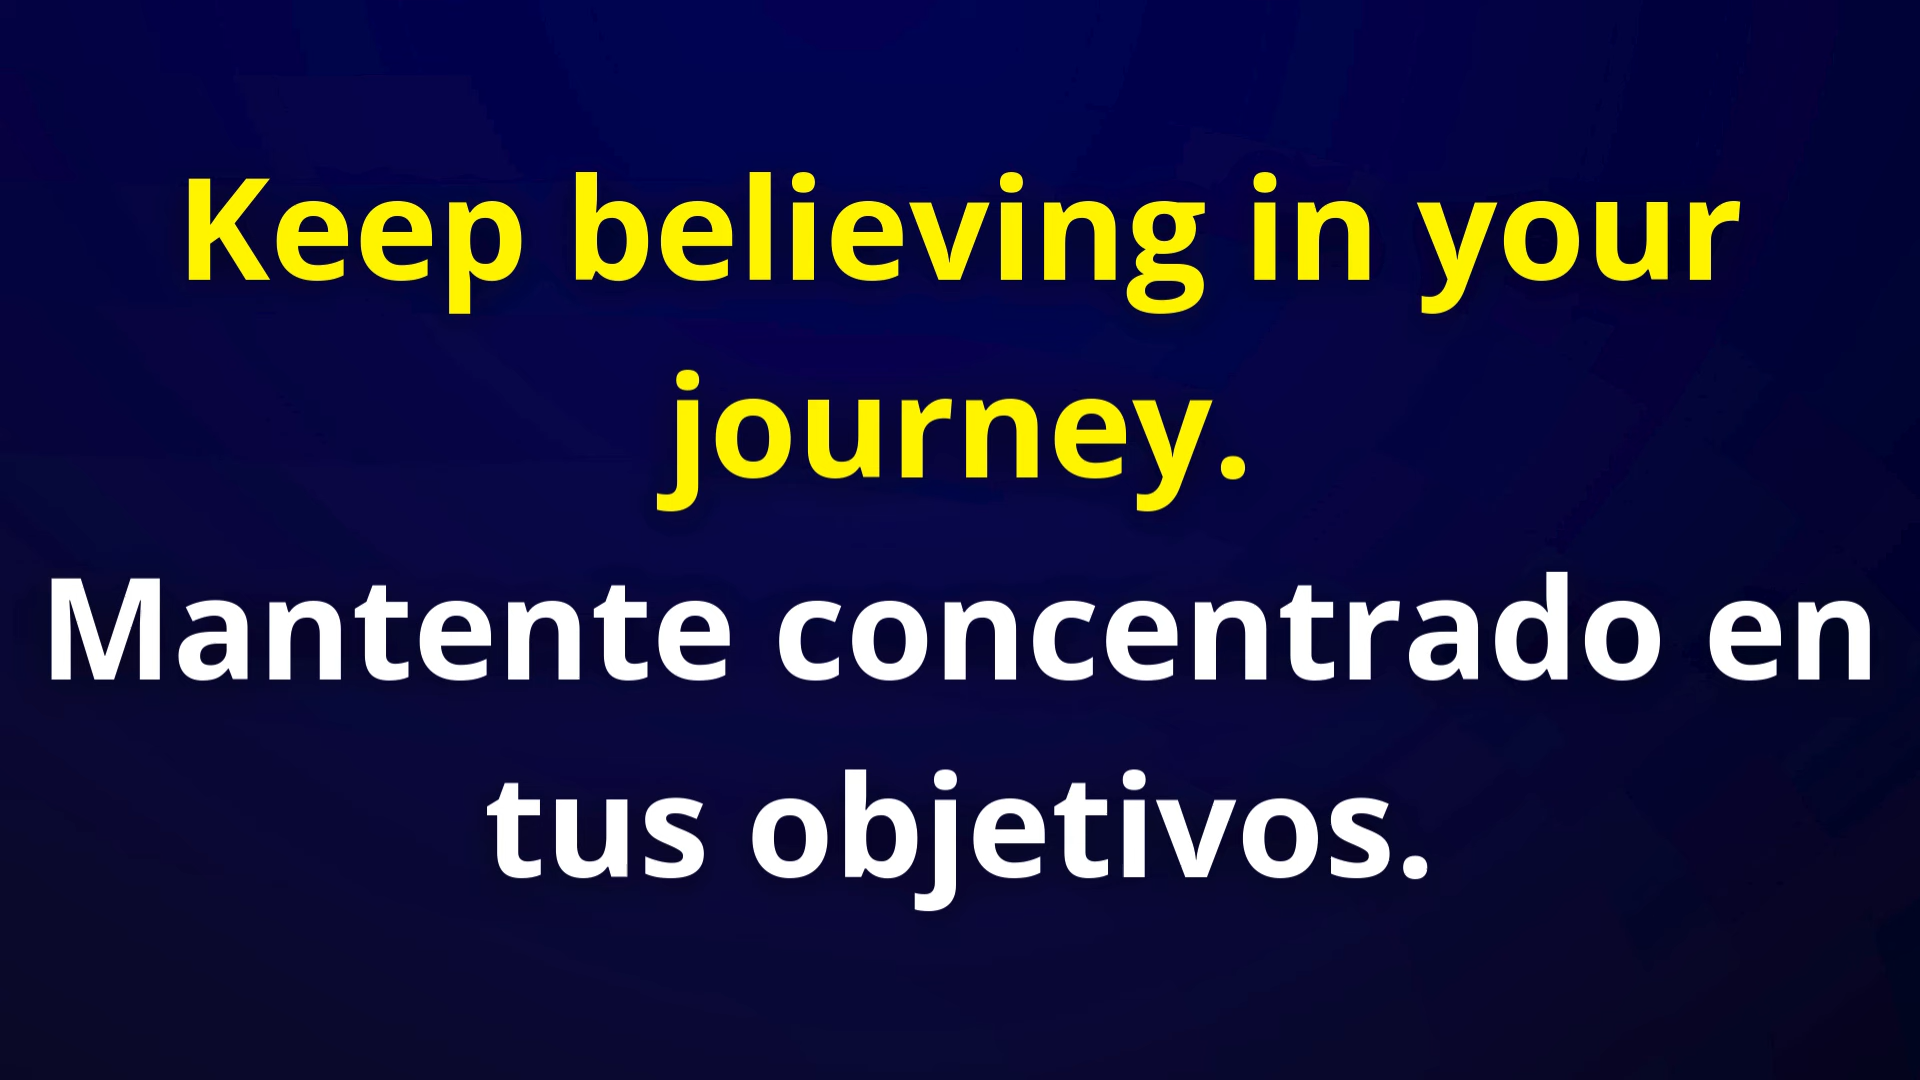 Keep believing in your
journey.
Mantente concentrado en
tus objetivos.